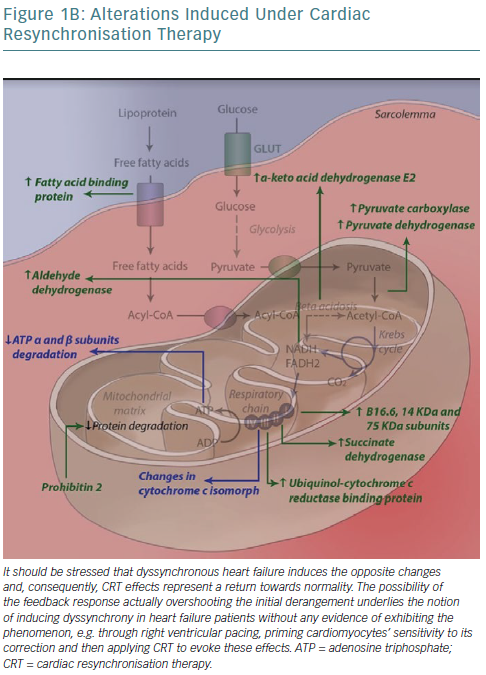 Figure 1B: Alterations Induced Under Cardiac
Resynchronisation Therapy
Sarcolemma
Lipoprotein
Glucose
GLUT
Free fatty acids
↑ Fatty acid binding
protein
↑α-keto acid dehydrogenase E2
Glucose
Glycolysis
↑ Pyruvate carboxylase
↑ Pyruvate dehydrogenase
↑ Aldehyde
dehydrogenase
Free fatty acids
Pyruvate
Pyruvate
Acyl-CoA
Acyl-CoA
Beta acidosis
Acetyl-CoA
↓ATP α and β subunits
degradation
NADH
FADH2
Krebs
cycle
CO2
Mitochondrial
matrix
ATP
Respiratory
chain
↓Protein degradation
ADP
↑ B16.6, 14 KDa and
75 KDa subunits
↑Succinate
dehydrogenase
Prohibitin 2
Changes in
cytochrome c isomorph
↑ Ubiquinol-cytochrome c
reductase binding protein
It should be stressed that dyssynchronous heart failure induces the opposite changes
and, consequently, CRT effects represent a return towards normality. The possibility of
the feedback response actually overshooting the initial derangement underlies the notion
of inducing dyssynchrony in heart failure patients without any evidence of exhibiting the
phenomenon, e.g. through right ventricular pacing, priming cardiomyocytes' sensitivity to its
correction and then applying CRT to evoke these effects. ATP = adenosine triphosphate;
CRT = cardiac resynchronisation therapy.